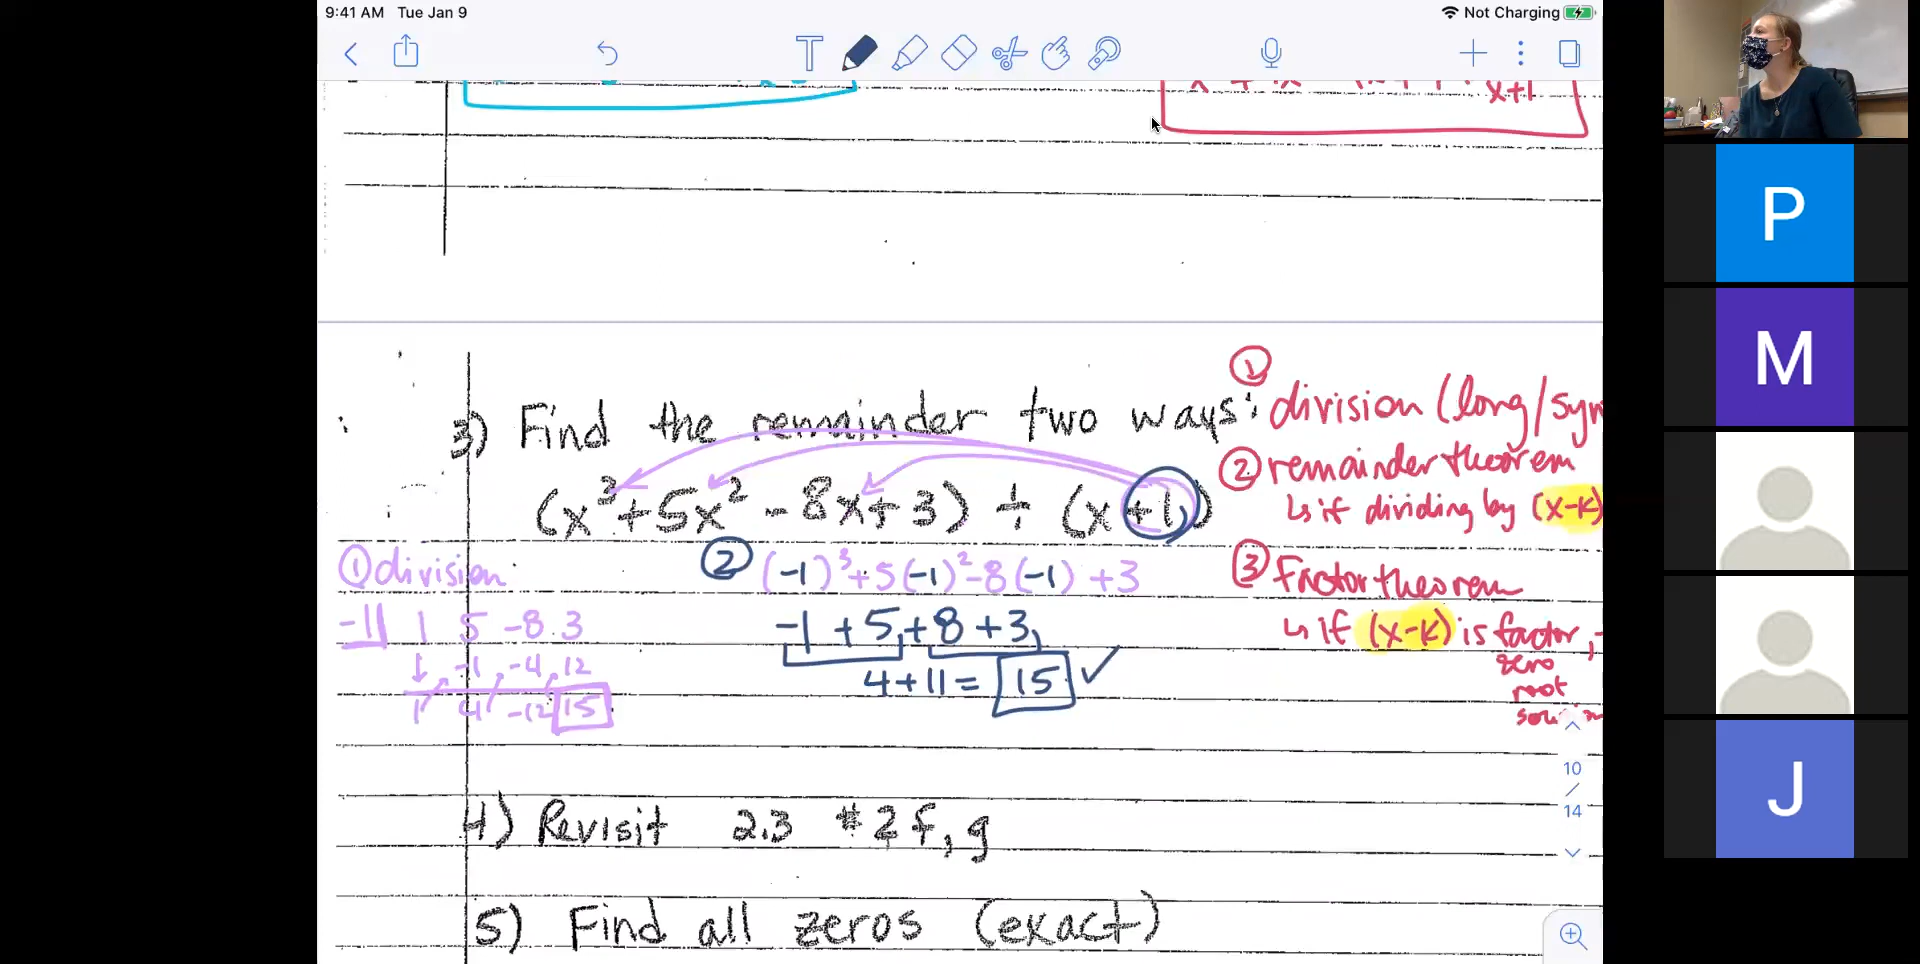 9:41 AM Tue Jan 9
Not Charging
x+1
3) Find the remainder two ways:
(x³+5x² -8x+3) ÷ (x+1)
① division (long/syn
② remainder theorem
↳ if dividing by (x-k)
③ Factor theorem
↳ if (x-k) is factor,
zero
root
① division
-1| 1 5 -8 3
↓ -1 -4 12
1 4 -12 15
② (-1)³+5(-1)²-8(-1)+3
-1 +5 +8 +3
4+11= 15 ✓
4) Revisit 2.3 #2 f, g
5) Find all zeros (exact)
10
/
14
P
M
J